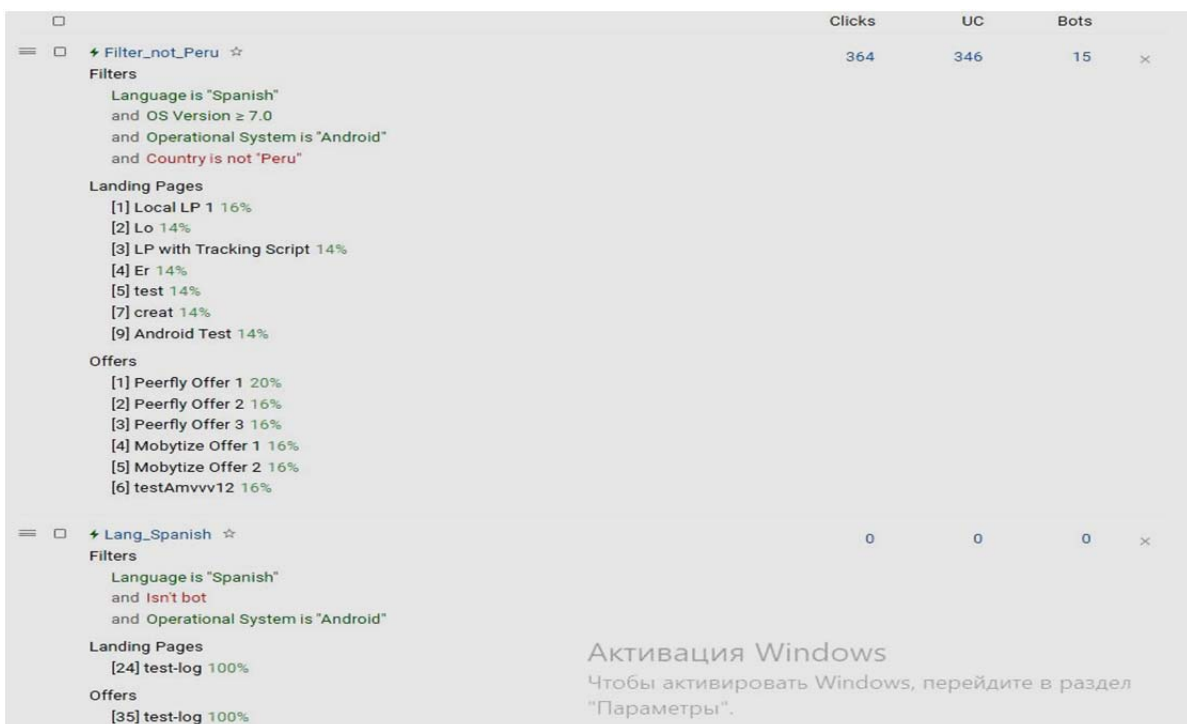 Clicks UC Bots
Filter_not_Peru 364 346 15
Filters
Language is "Spanish"
and OS Version ≥ 7.0
and Operational System is "Android"
and Country is not "Peru"
Landing Pages
[1] Local LP 1 16%
[2] Lo 14%
[3] LP with Tracking Script 14%
[4] Er 14%
[5] test 14%
[7] creat 14%
[9] Android Test 14%
Offers
[1] Peerfly Offer 1 20%
[2] Peerfly Offer 2 16%
[3] Peerfly Offer 3 16%
[4] Mobytize Offer 1 16%
[5] Mobytize Offer 2 16%
[6] testAmvvv12 16%
Lang_Spanish 0 0 0
Filters
Language is "Spanish"
and Isn't bot
and Operational System is "Android"
Landing Pages
[24] test-log 100%
Offers
[35] test-log 100%
Активация Windows
Чтобы активировать Windows, перейдите в раздел
"Параметры".